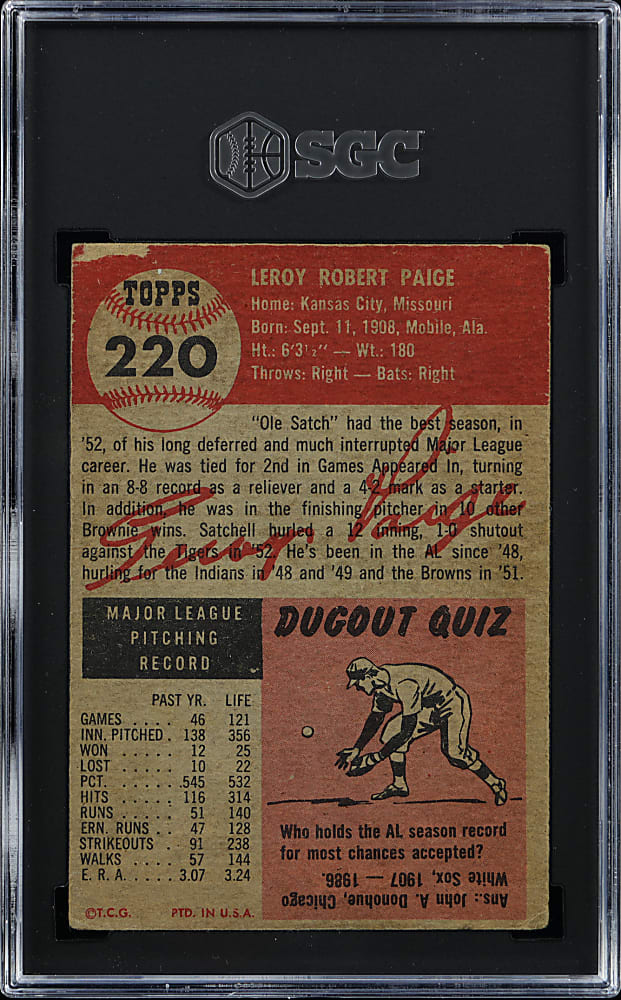 SGC
TOPPS
220
LEROY ROBERT PAIGE
Home: Kansas City, Missouri
Born: Sept. 11, 1908, Mobile, Ala.
Ht.: 6'3½" — Wt.: 180
Throws: Right — Bats: Right
"Ole Satch" had the best season, in
'52, of his long deferred and much interrupted Major League
career. He was tied for 2nd in Games Appeared In, turning
in an 8-8 record as a reliever and a 4-2 mark as a starter.
In addition, he was in the finishing pitcher in 10 other
Brownie wins. Satchell hurled a 12 inning, 1-0 shutout
against the Tigers in '52. He's been in the AL since '48,
hurling for the Indians in '48 and '49 and the Browns in '51.
MAJOR LEAGUE
PITCHING
RECORD
PAST YR. LIFE
GAMES . . . . 46 121
INN. PITCHED . 138 356
WON . . . . . 12 25
LOST . . . . . 10 22
PCT. . . . . . .545 532
HITS . . . . . 116 314
RUNS . . . . . 51 140
ERN. RUNS . . 47 128
STRIKEOUTS . . 91 238
WALKS . . . . 57 144
E. R. A . . . . . 3.07 3.24
©T.C.G. PTD. IN U.S.A.
DUGOUT QUIZ
Who holds the AL season record
for most chances accepted?
Ans.: John A. Donohue, Chicago
White Sox, 1907 — 1986.